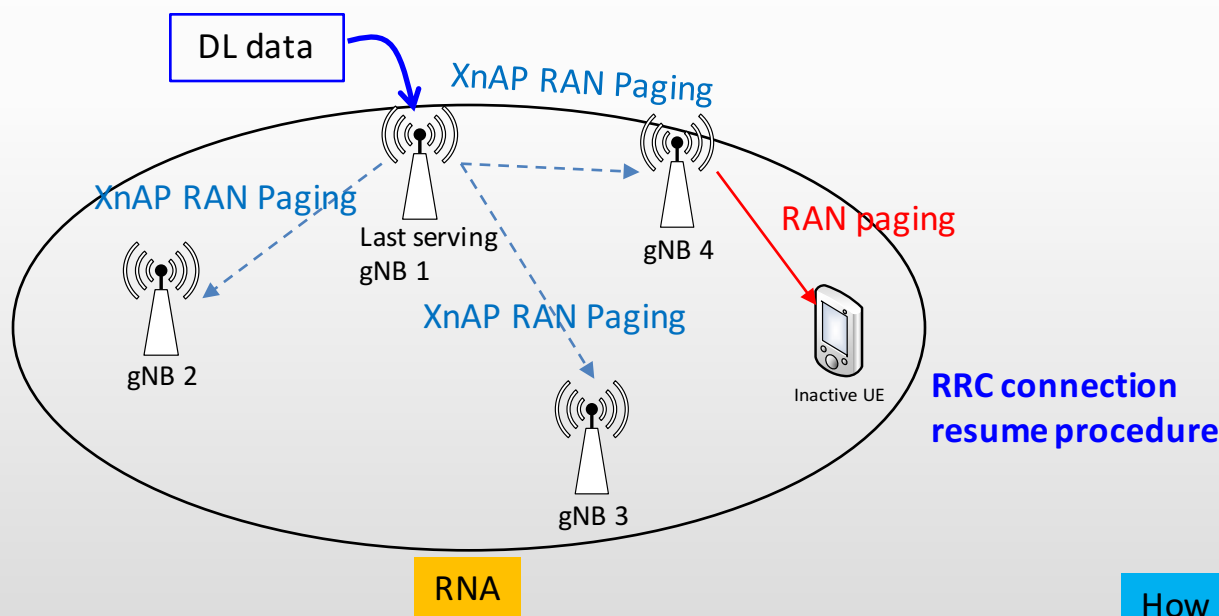 DL data
XnAP RAN Paging
XnAP RAN Paging
Last serving
gNB 1
gNB 4
RAN paging
gNB 2
XnAP RAN Paging
Inactive UE
RRC connection
resume procedure
gNB 3
RNA
How